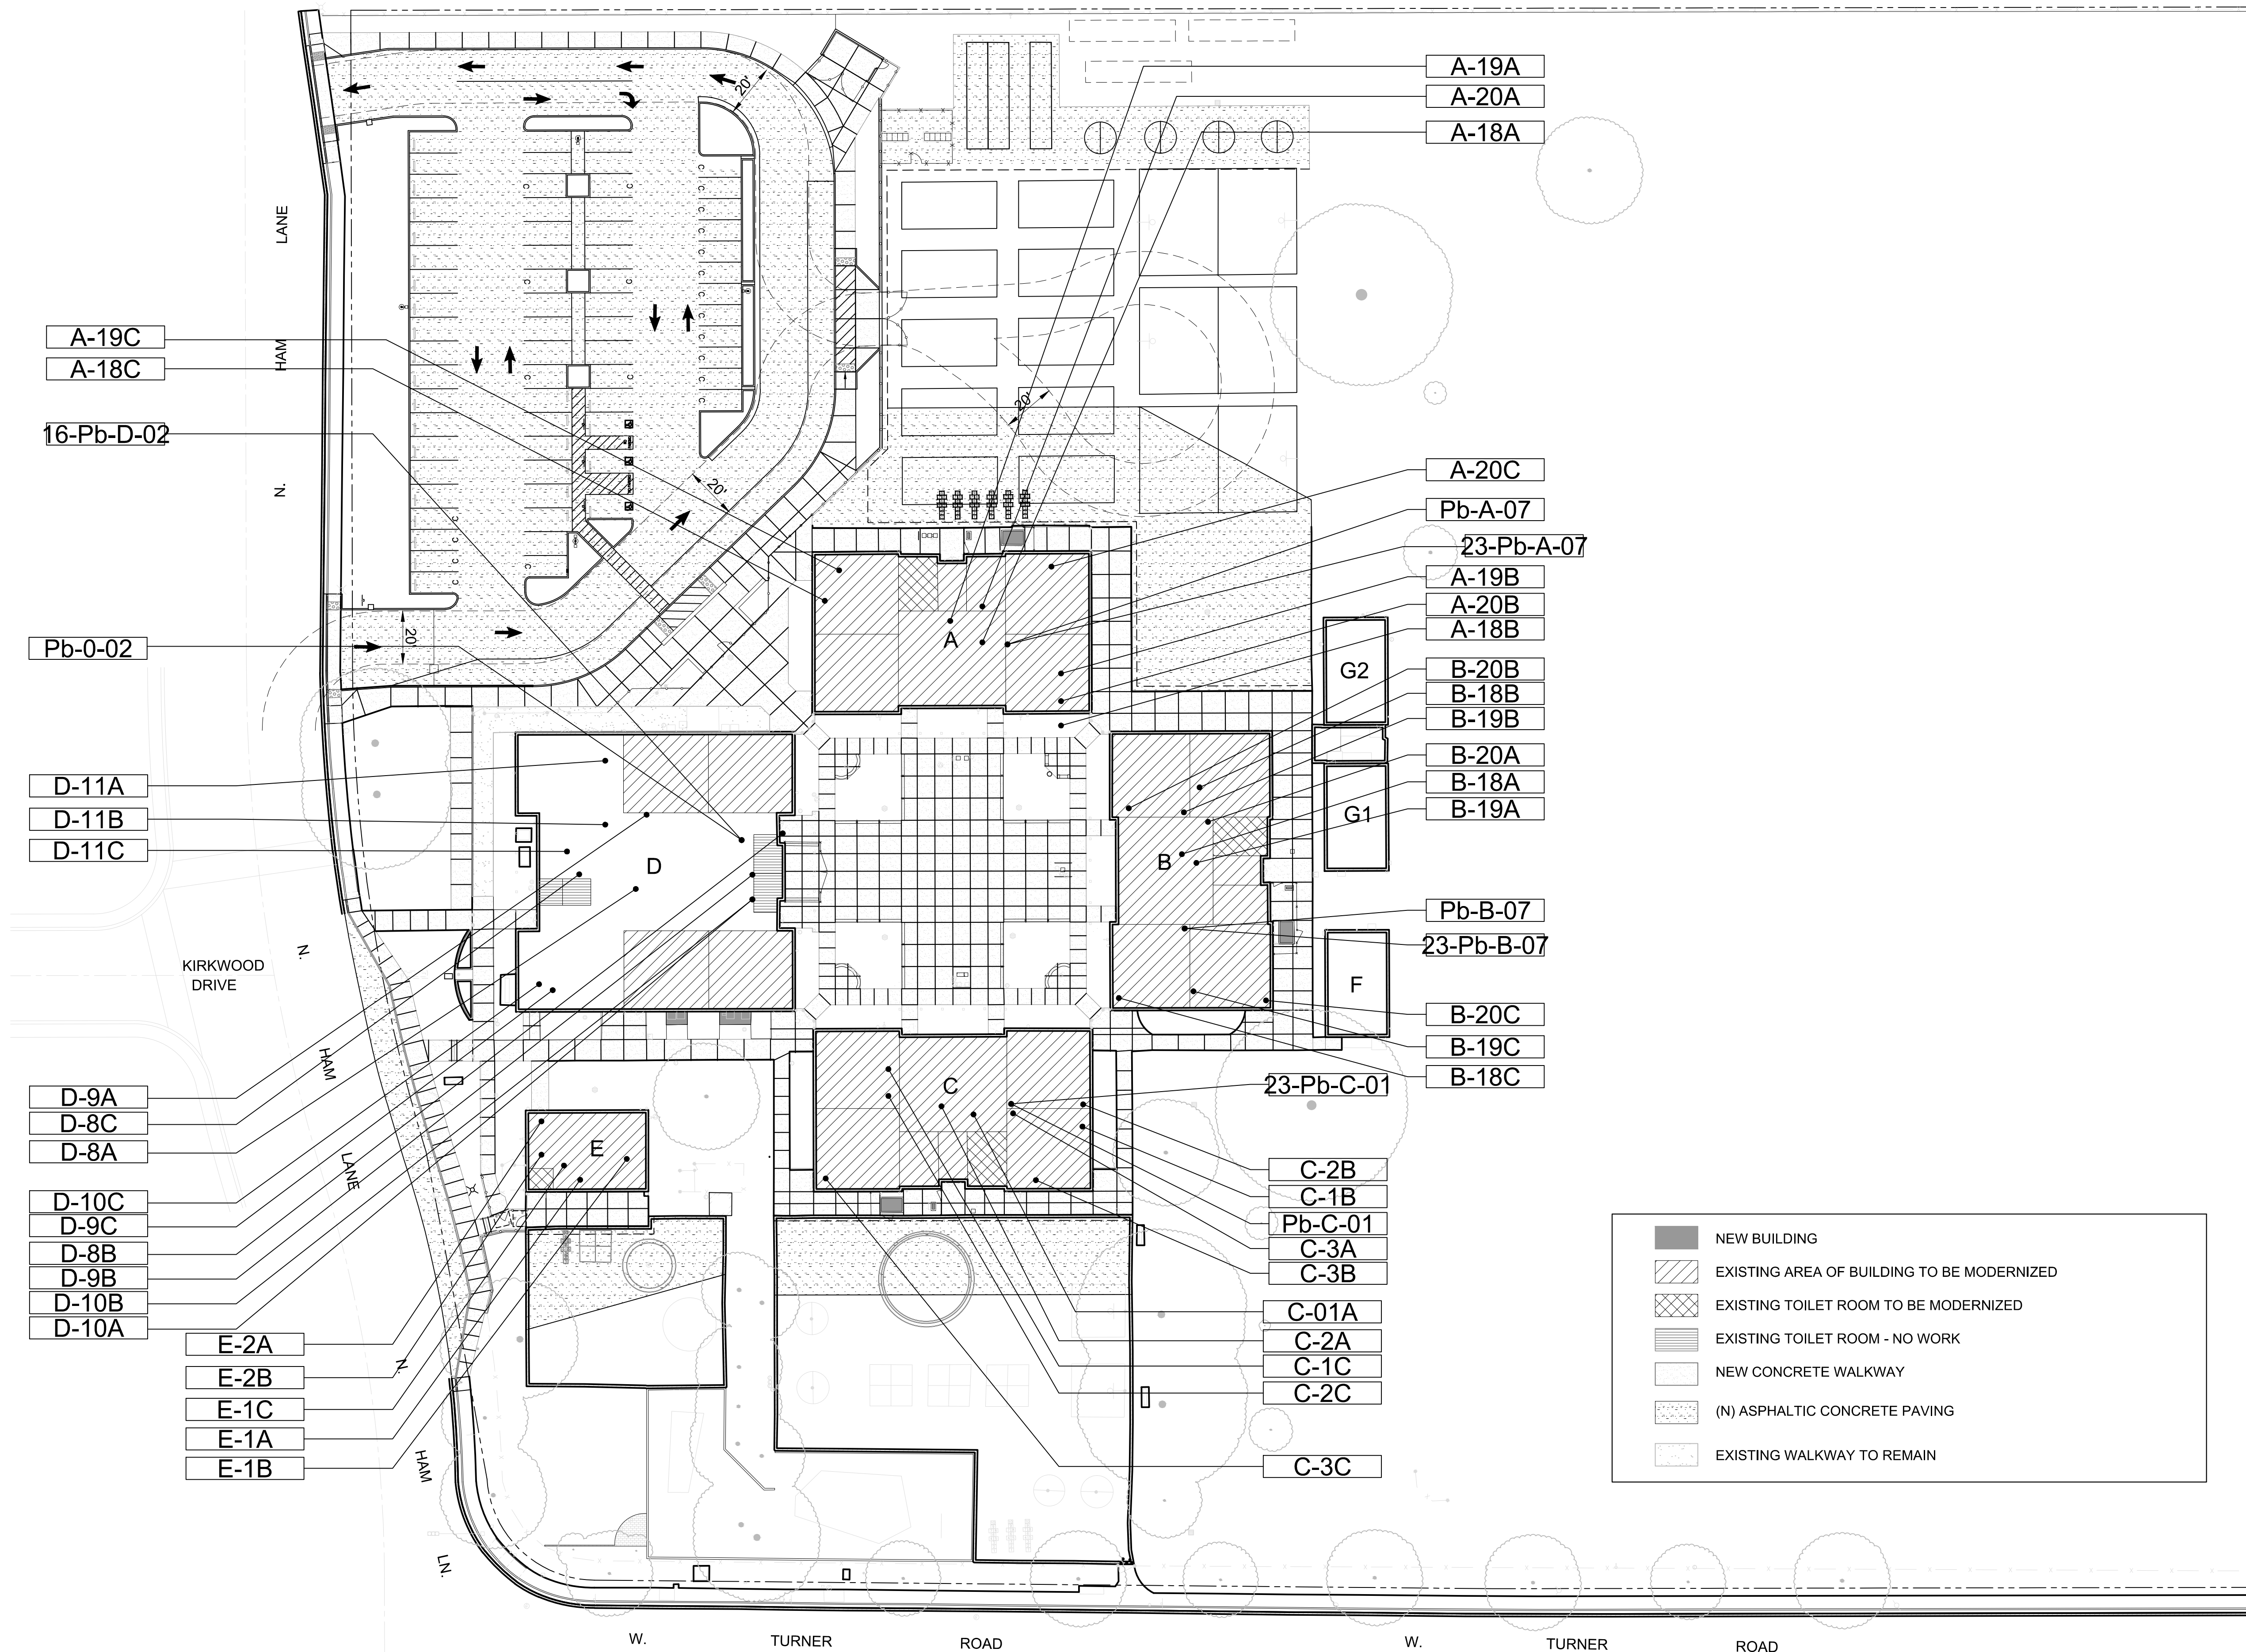 A-19A
A-20A
A-18A
20'
LANE
HAM
N.
A-19C
A-18C
16-Pb-D-02
20'
20'
A-20C
Pb-A-07
23-Pb-A-07
A-19B
A-20B
A-18B
Pb-0-02
20'
A
G2
B-20B
B-18B
B-19B
B-20A
B-18A
B-19A
D-11A
D-11B
D-11C
D
B
G1
Pb-B-07
23-Pb-B-07
F
KIRKWOOD
DRIVE
N.
HAM
LANE
B-20C
B-19C
B-18C
C
23-Pb-C-01
D-9A
D-8C
D-8A
E
D-10C
D-9C
D-8B
D-9B
D-10B
D-10A
C-2B
C-1B
Pb-C-01
C-3A
C-3B
C-01A
C-2A
C-1C
C-2C
C-3C
E-2A
E-2B
E-1C
E-1A
E-1B
N.
HAM
LN.
NEW BUILDING
EXISTING AREA OF BUILDING TO BE MODERNIZED
EXISTING TOILET ROOM TO BE MODERNIZED
EXISTING TOILET ROOM - NO WORK
NEW CONCRETE WALKWAY
(N) ASPHALTIC CONCRETE PAVING
EXISTING WALKWAY TO REMAIN
W. TURNER ROAD
W. TURNER ROAD